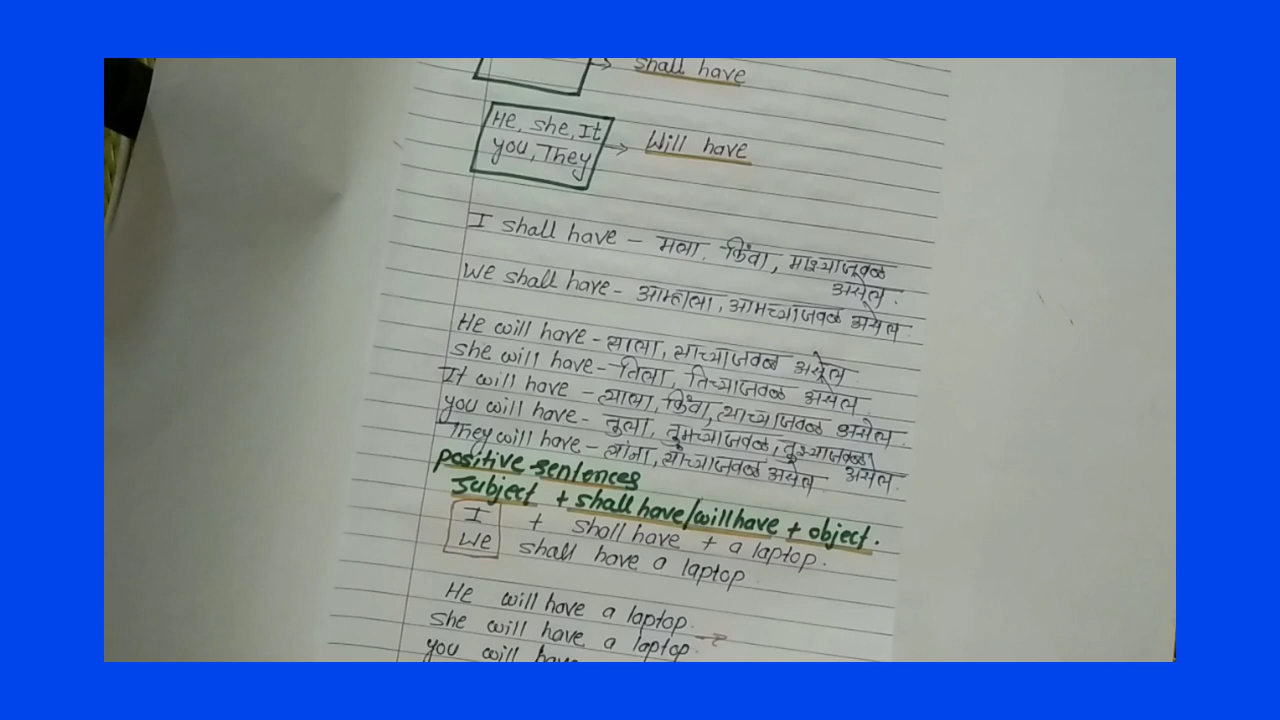 shall have
He, she, It
you, They → Will have
I shall have - मला, किंवा, माझ्याजवळ
असेल.
We shall have - आम्हाला, आमच्याजवळ असेल.
He will have - त्याला, त्याच्याजवळ असेल.
she will have - तिला, तिच्याजवळ असेल.
It will have - त्याला, किंवा, त्याच्याजवळ असेल.
you will have - तुला, तुमच्याजवळ, तुझ्याजवळ
असेल.
They will have - त्यांना, त्यांच्याजवळ असेल
positive sentences
Subject + shall have/will have + object.
I + shall have + a laptop.
We shall have a laptop.
He will have a laptop.
she will have a laptop.
you will have